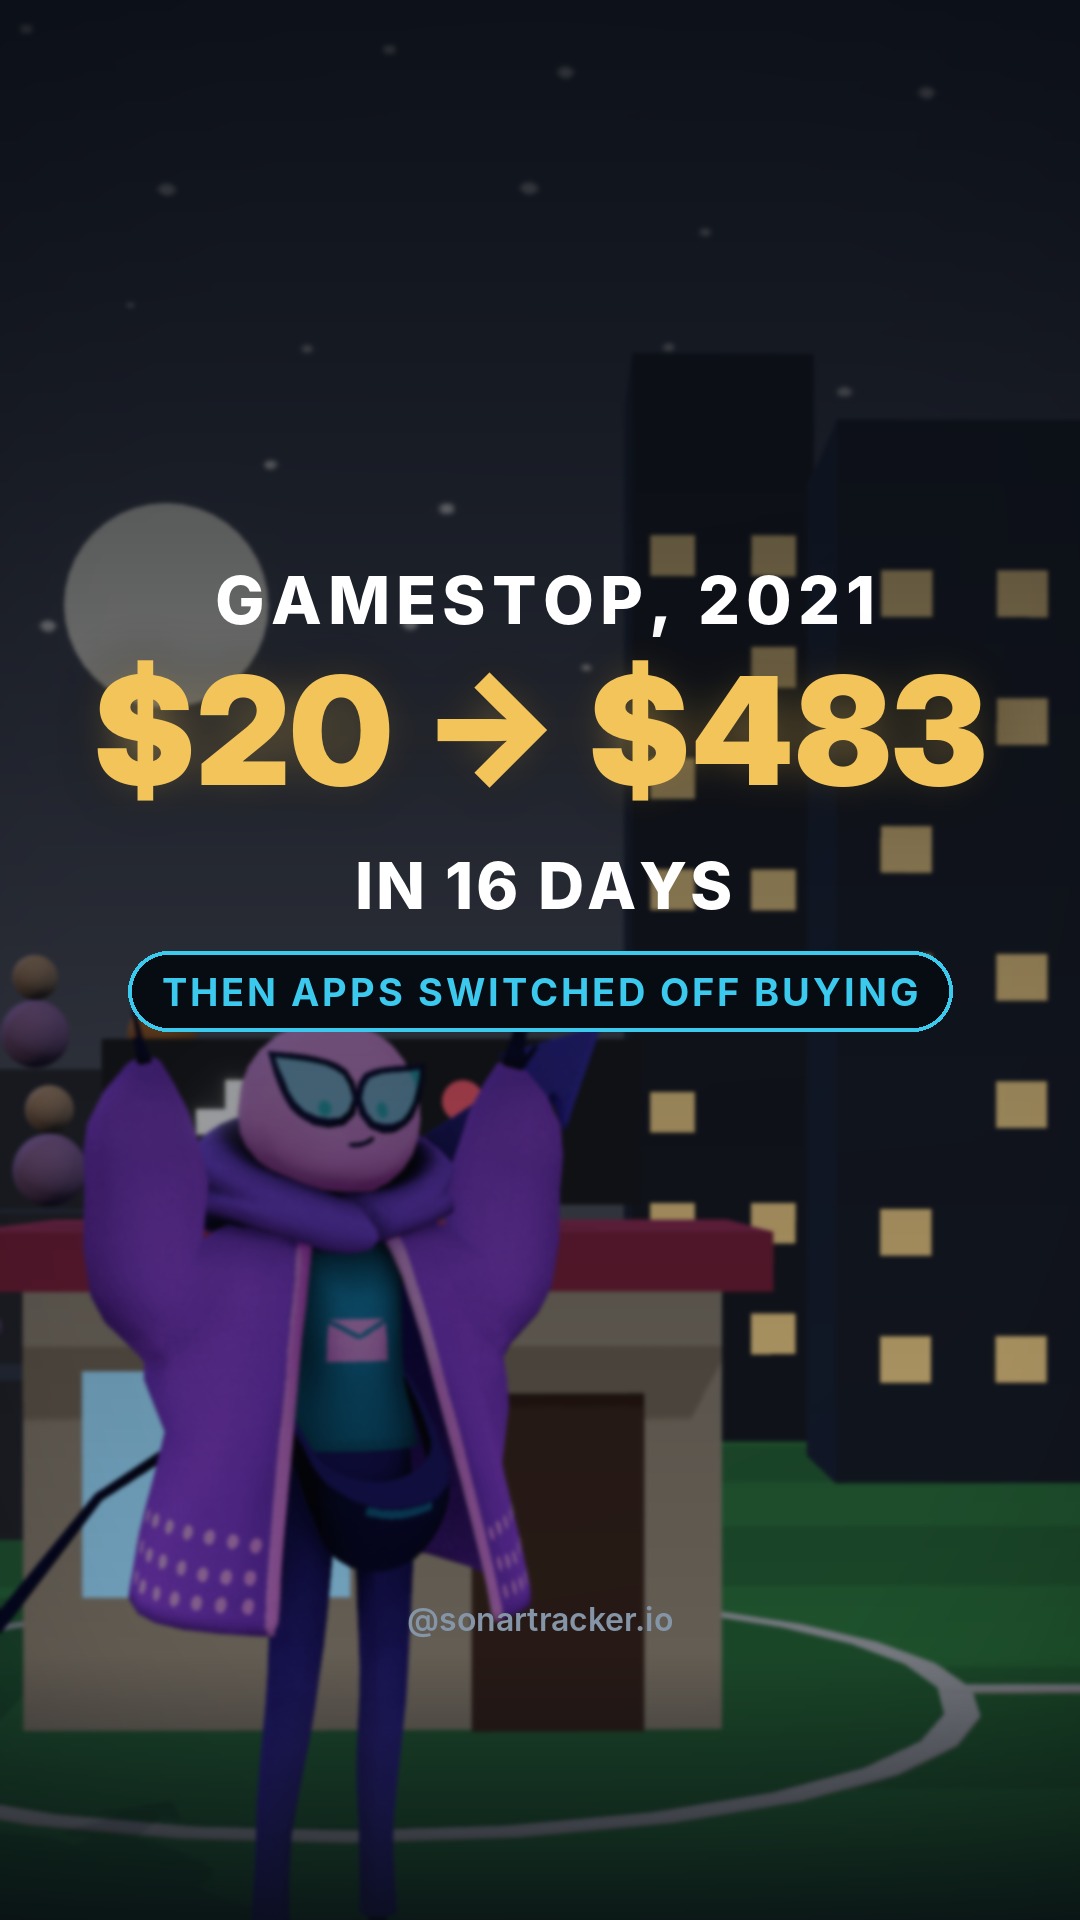 GAMESTOP, 2021
$20 → $483
IN 16 DAYS
THEN APPS SWITCHED OFF BUYING
@sonartracker.io